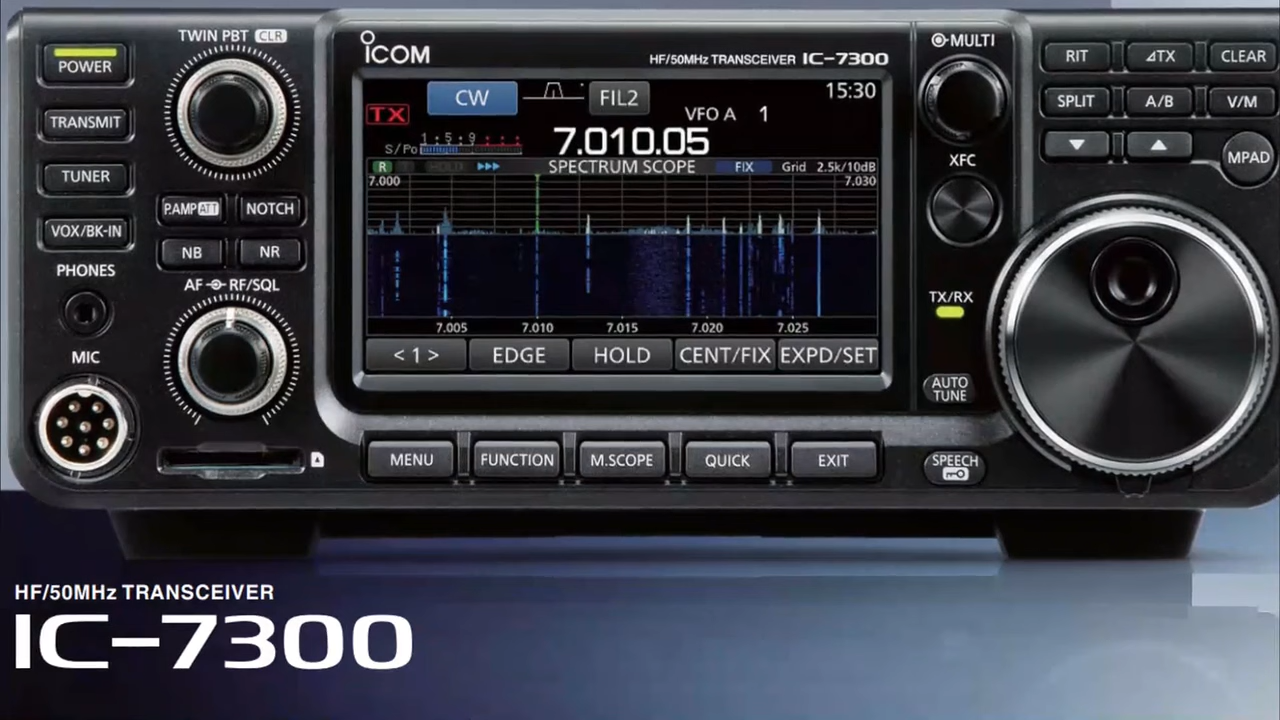 TWIN PBT CLR
POWER
TRANSMIT
TUNER
VOX/BK-IN
PHONES
MIC
P.AMP ATT
NOTCH
NB
NR
AF RF/SQL
ICOM
HF/50MHz TRANSCEIVER IC-7300
CW
FIL2
15:30
TX
VFO A 1
1 • 5 • 9
S/Po
7.010.05
R
HOLD
SPECTRUM SCOPE
FIX
Grid 2.5k/10dB
7.000
7.030
7.005
7.010
7.015
7.020
7.025
< 1 >
EDGE
HOLD
CENT/FIX
EXPD/SET
MENU
FUNCTION
M.SCOPE
QUICK
EXIT
MULTI
XFC
TX/RX
AUTO
TUNE
SPEECH
RIT
⊿TX
CLEAR
SPLIT
A/B
V/M
▼
▲
MPAD
HF/50MHz TRANSCEIVER
IC-7300